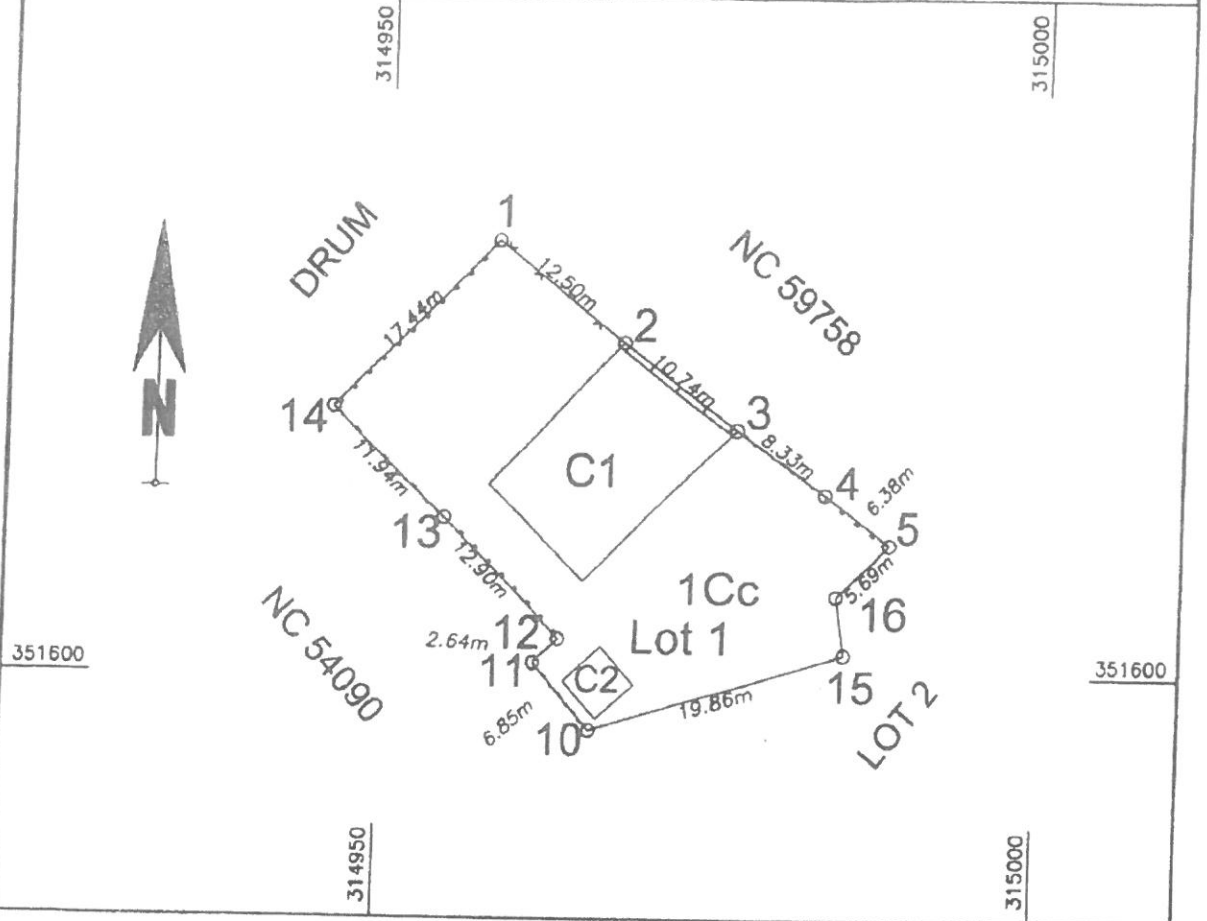 314950
315000
1
DRUM
12.50m
NC 59758
17.44m
2
10.74m
3
14
8.33m
C1
11.94m
4
6.38m
13
5
12.90m
5.69m
1Cc
16
NC 54090
12
2.64m
Lot 1
351600
11
15
351600
C2
19.86m
6.85m
10
LOT 2
N
314950
315000